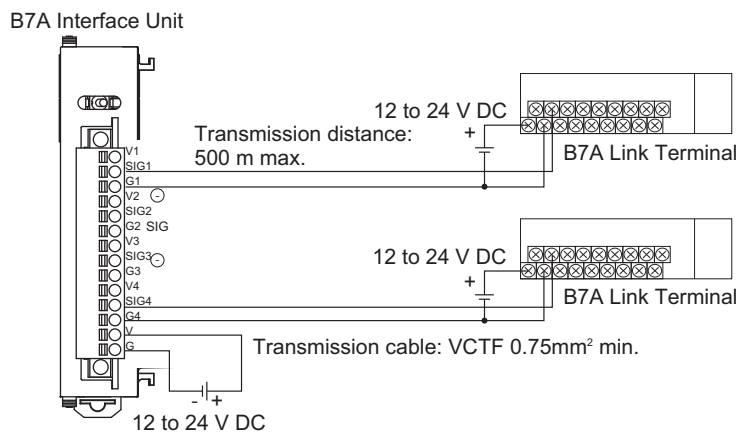 B7A Interface Unit
12 to 24 V DC
+
Transmission distance:
500 m max.
B7A Link Terminal
V1
SIG1
G1
V2 -
SIG2
G2 SIG
V3
SIG3 -
G3
V4
SIG4
G4
V
G
12 to 24 V DC
+
B7A Link Terminal
Transmission cable: VCTF 0.75mm² min.
- +
12 to 24 V DC